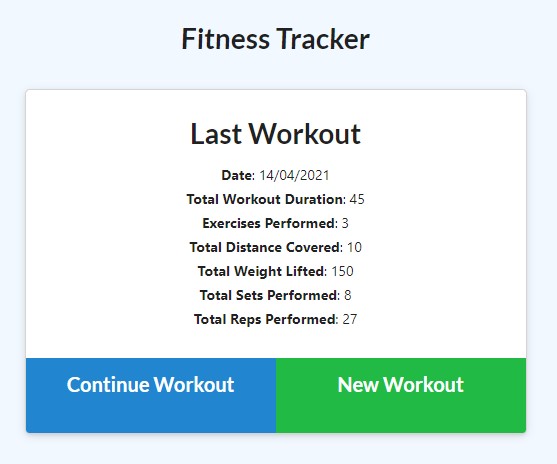 Fitness Tracker
Last Workout
Date: 14/04/2021
Total Workout Duration: 45
Exercises Performed: 3
Total Distance Covered: 10
Total Weight Lifted: 150
Total Sets Performed: 8
Total Reps Performed: 27
Continue Workout
New Workout